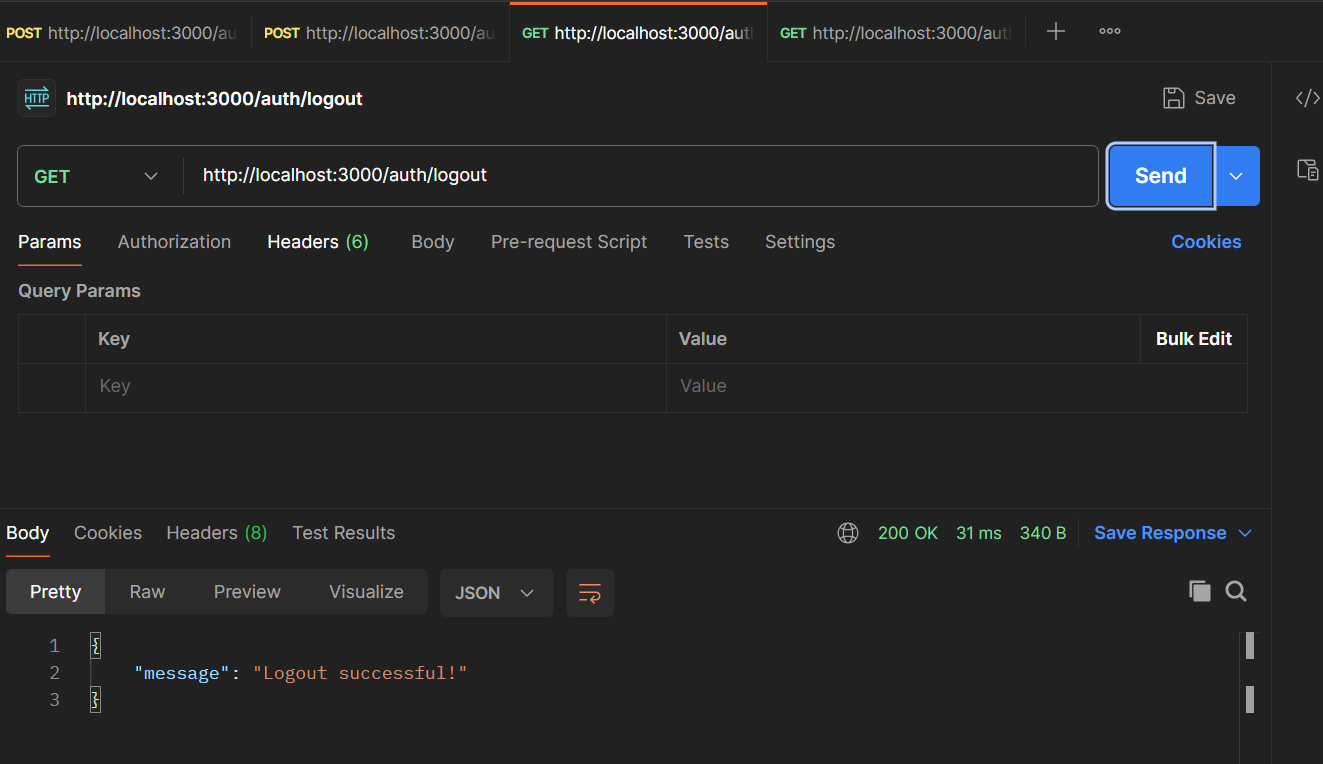 POST http://localhost:3000/au POST http://localhost:3000/au GET http://localhost:3000/aut GET http://localhost:3000/aut
HTTP http://localhost:3000/auth/logout Save
GET http://localhost:3000/auth/logout Send
Params Authorization Headers (6) Body Pre-request Script Tests Settings Cookies
Query Params
Key Value Bulk Edit
Key Value
Body Cookies Headers (8) Test Results 200 OK 31 ms 340 B Save Response
Pretty Raw Preview Visualize JSON
1 {
2 "message": "Logout successful!"
3 }